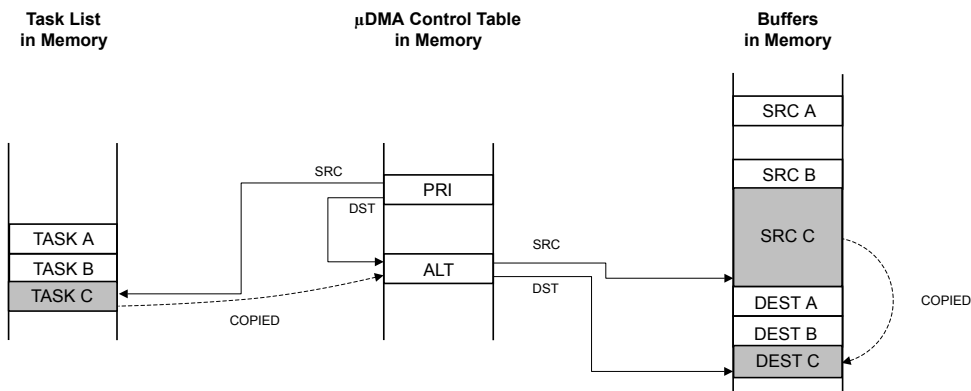 Task List
in Memory
µDMA Control Table
in Memory
Buffers
in Memory
SRC A
SRC B
SRC C
DEST A
DEST B
DEST C
COPIED
SRC
PRI
DST
ALT
SRC
DST
TASK A
TASK B
TASK C
COPIED